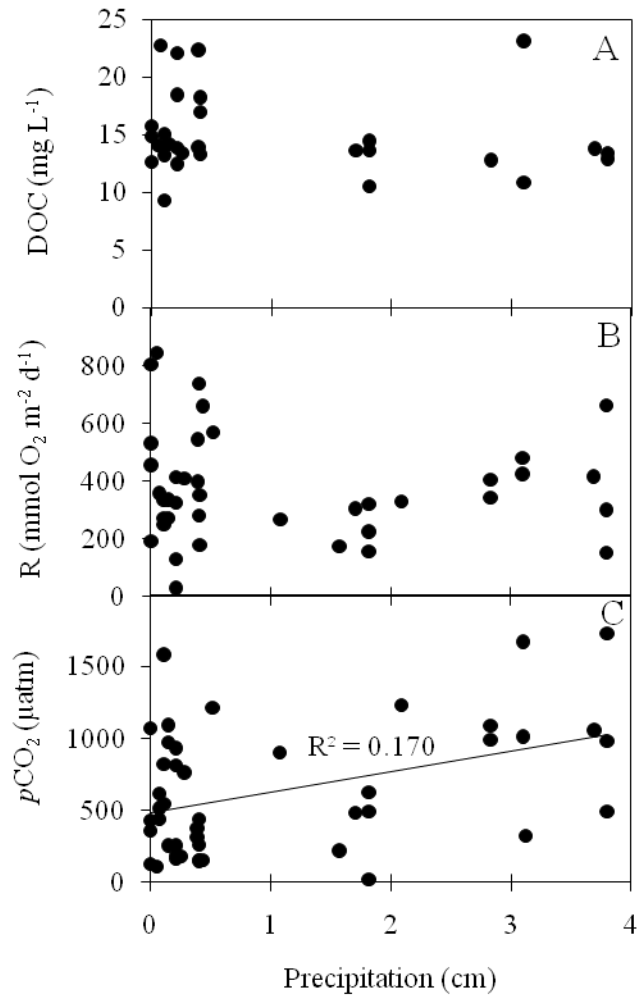 A
25
20
15
10
5
0
DOC (mg L⁻¹)
B
800
600
400
200
0
R (mmol O₂ m⁻² d⁻¹)
C
1500
1000
500
0
pCO₂ (µatm)
R² = 0.170
0 1 2 3 4
Precipitation (cm)